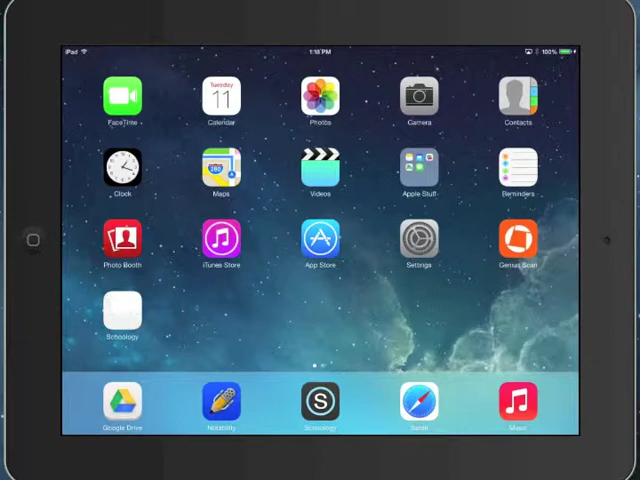 iPad 1:18 PM 100%
FaceTime Tuesday 11 Calendar Photos Camera Contacts
Clock 280 Maps Videos Apple Stuff Reminders
Photo Booth iTunes Store App Store Settings Genius Scan
Schoology
Google Drive Notability S Schoology Safari Music